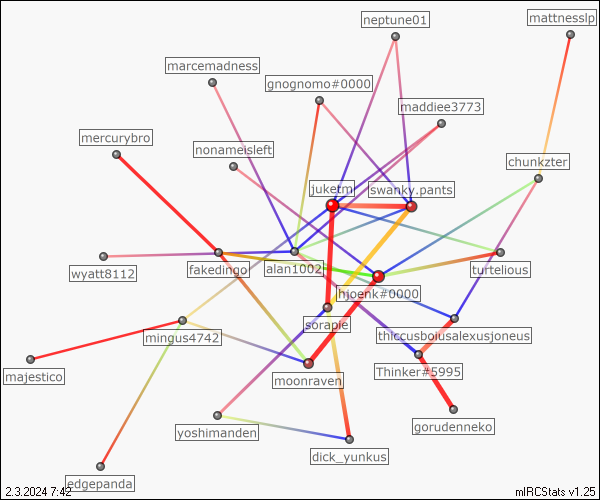 neptune01
mattnesslp
marcemadness
gnognomo#0000
maddiee3773
mercurybro
nonameisleft
chunkzter
juketm
swanky.pants
wyatt8112
fakedingo!
alan1002
turtelious
hjoenk#0000
sorapie
thiccusboiusalexusjoneus
mingus4742
majestico
moonraven
Thinker#5995
gorudenneko
yoshimanden
dick_yunkus
edgepanda
2.3.2024 7:42
mIRCStats v1.25